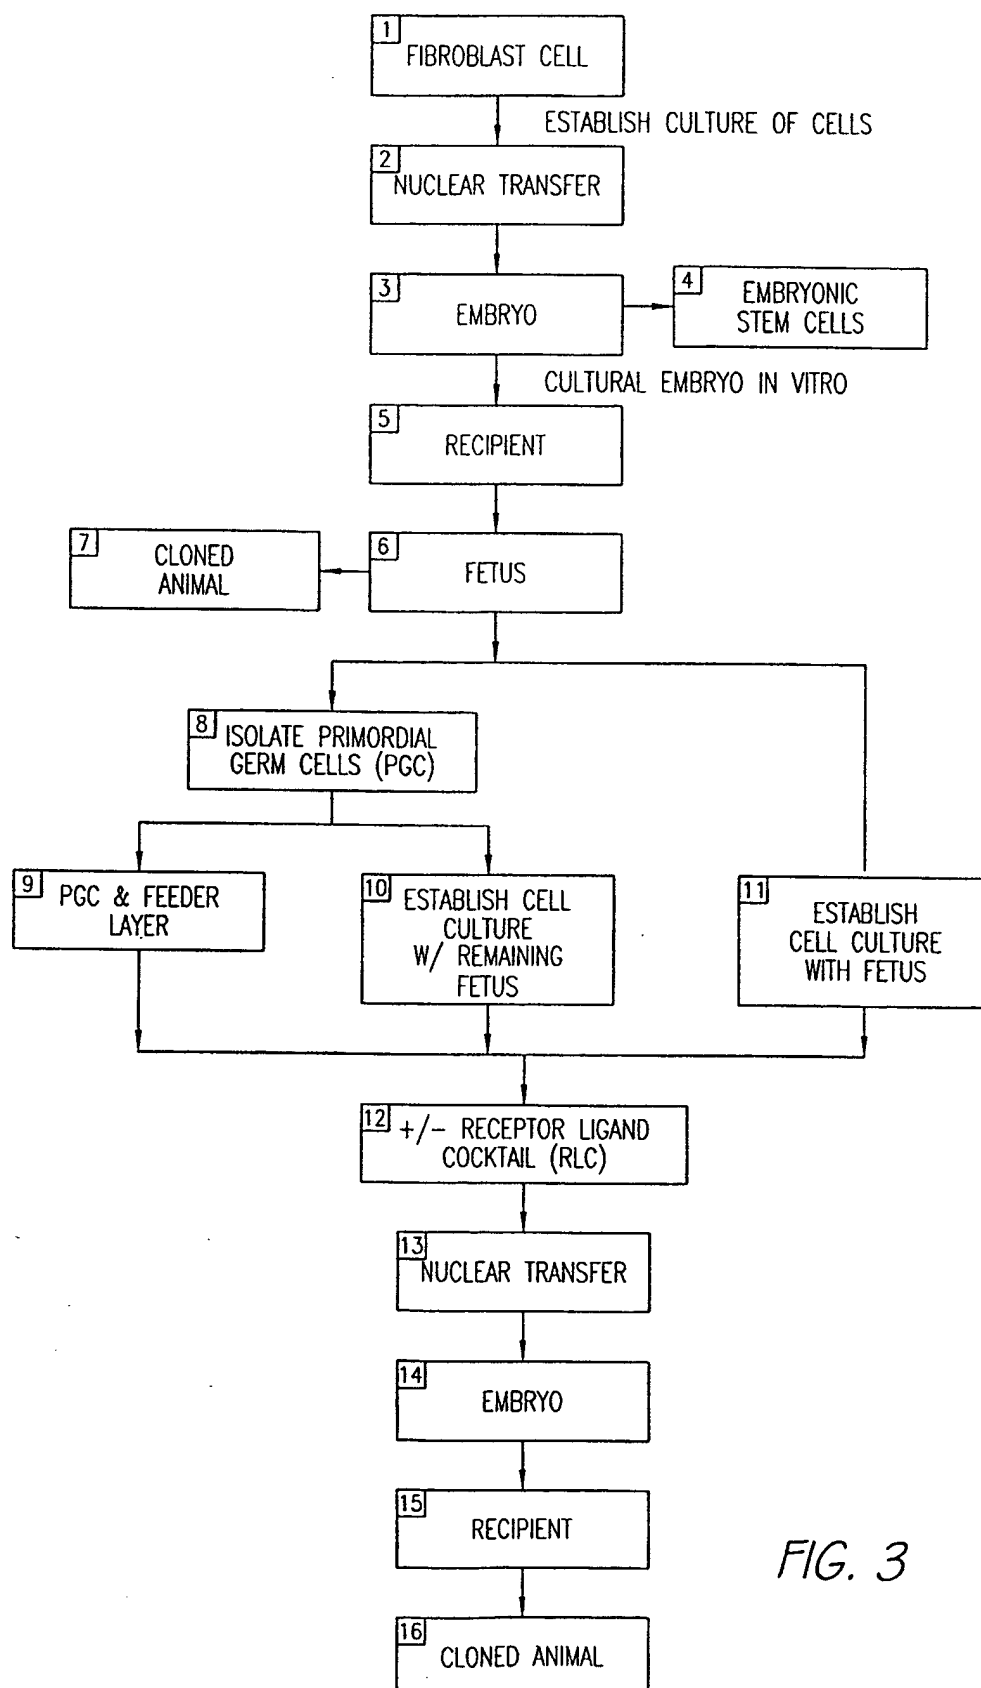 1
FIBROBLAST CELL
ESTABLISH CULTURE OF CELLS
2
NUCLEAR TRANSFER
3
EMBRYO
4
EMBRYONIC
STEM CELLS
CULTURAL EMBRYO IN VITRO
5
RECIPIENT
6
FETUS
7
CLONED
ANIMAL
8
ISOLATE PRIMORDIAL
GERM CELLS (PGC)
9
PGC & FEEDER
LAYER
10
ESTABLISH CELL
CULTURE
W/ REMAINING
FETUS
11
ESTABLISH
CELL CULTURE
WITH FETUS
12
+/- RECEPTOR LIGAND
COCKTAIL (RLC)
13
NUCLEAR TRANSFER
14
EMBRYO
15
RECIPIENT
16
CLONED ANIMAL
FIG. 3